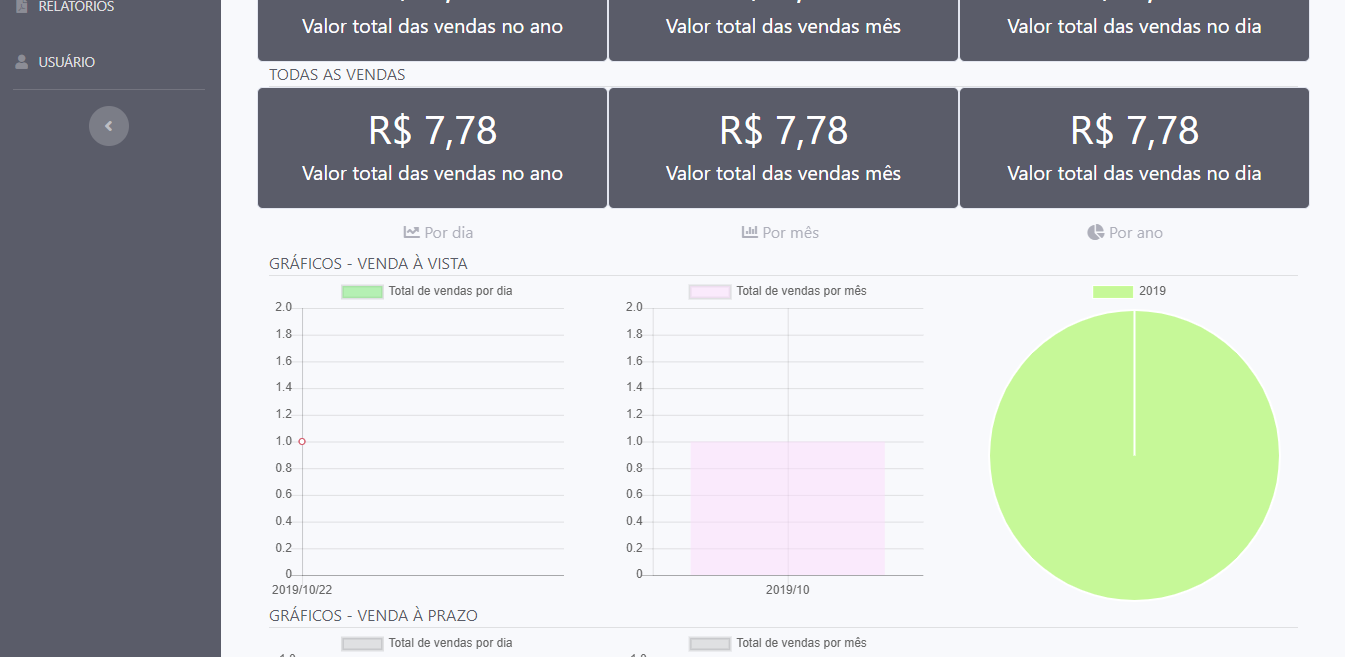 RELATÓRIOS
USUÁRIO
Valor total das vendas no ano
Valor total das vendas mês
Valor total das vendas no dia
TODAS AS VENDAS
R$ 7,78
Valor total das vendas no ano
R$ 7,78
Valor total das vendas mês
R$ 7,78
Valor total das vendas no dia
Por dia
Por mês
Por ano
GRÁFICOS - VENDA À VISTA
Total de vendas por dia
2.0
1.8
1.6
1.4
1.2
1.0
0.8
0.6
0.4
0.2
0
2019/10/22
Total de vendas por mês
2.0
1.8
1.6
1.4
1.2
1.0
0.8
0.6
0.4
0.2
0
2019/10
2019
GRÁFICOS - VENDA À PRAZO
Total de vendas por dia
1.0
Total de vendas por mês
1.0